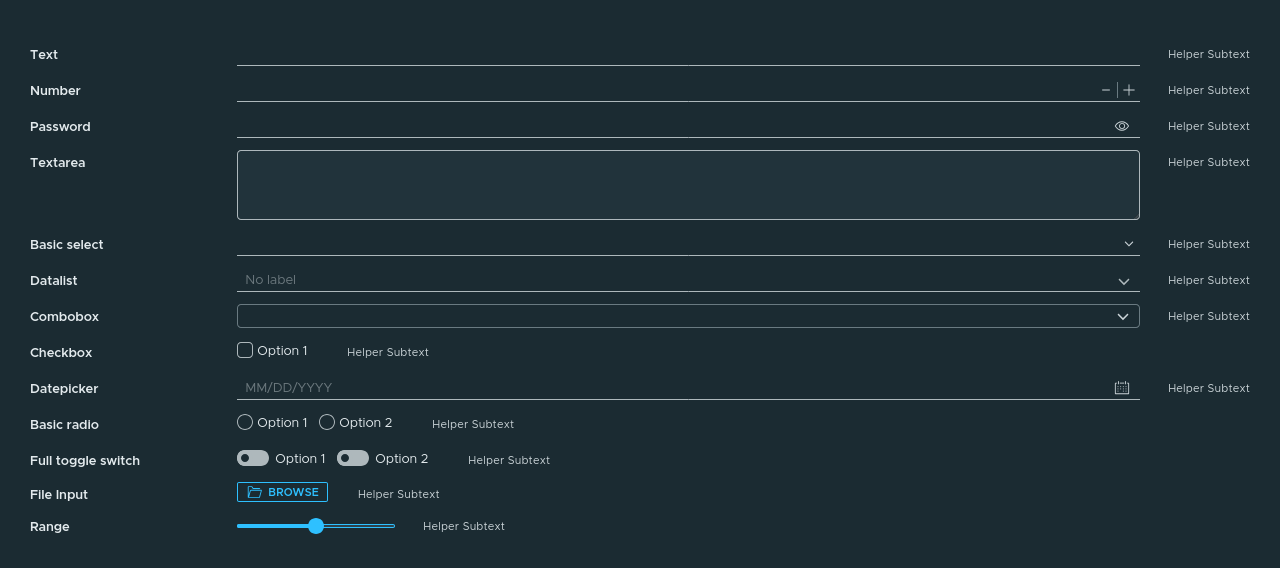 Text Helper Subtext
Number Helper Subtext
Password Helper Subtext
Textarea Helper Subtext
Basic select Helper Subtext
Datalist No label Helper Subtext
Combobox Helper Subtext
Checkbox Option 1 Helper Subtext
Datepicker MM/DD/YYYY Helper Subtext
Basic radio Option 1 Option 2 Helper Subtext
Full toggle switch Option 1 Option 2 Helper Subtext
File Input BROWSE Helper Subtext
Range Helper Subtext